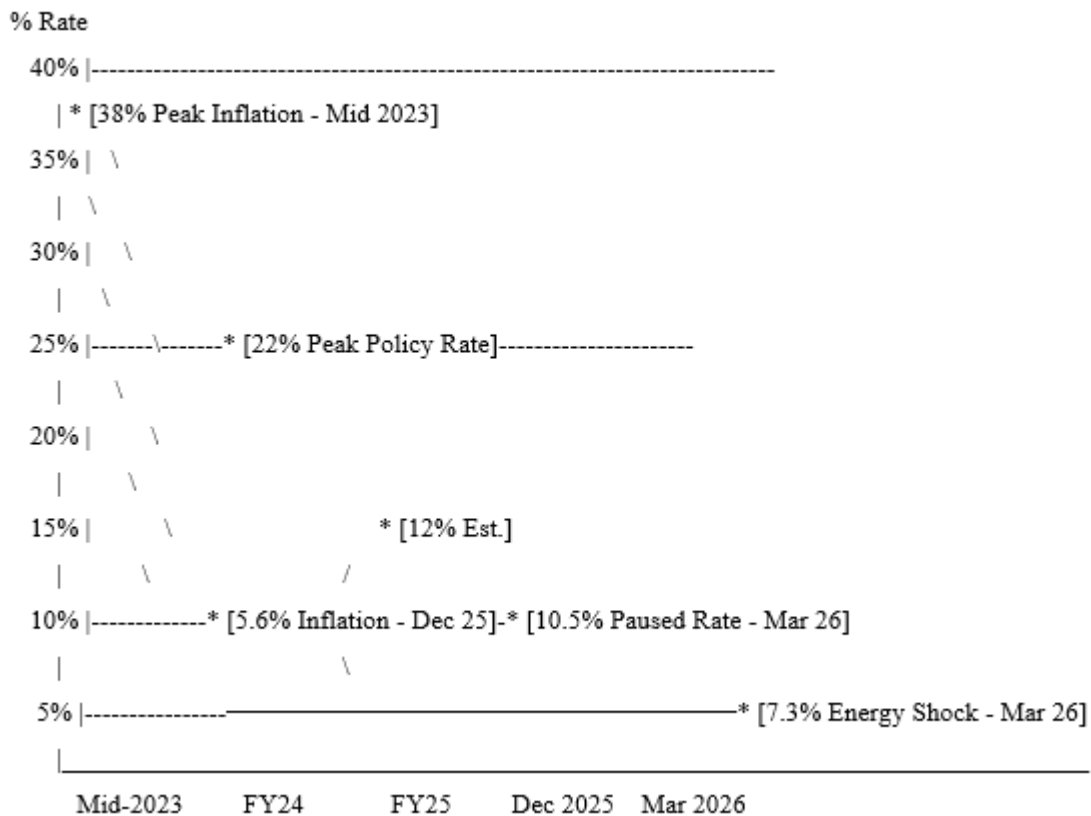 % Rate
40% |-----------------------------------------------------------------------------
| * [38% Peak Inflation - Mid 2023]
35% | \
| \
30% | \
| \
25% |-------\-------* [22% Peak Policy Rate]----------------------
| \
20% | \
| \
15% | \ * [12% Est.]
| \ /
10% |-------------* [5.6% Inflation - Dec 25]-* [10.5% Paused Rate - Mar 26]
| \
5% |----------------———————————————————* [7.3% Energy Shock - Mar 26]
|______________________________________________
Mid-2023 FY24 FY25 Dec 2025 Mar 2026